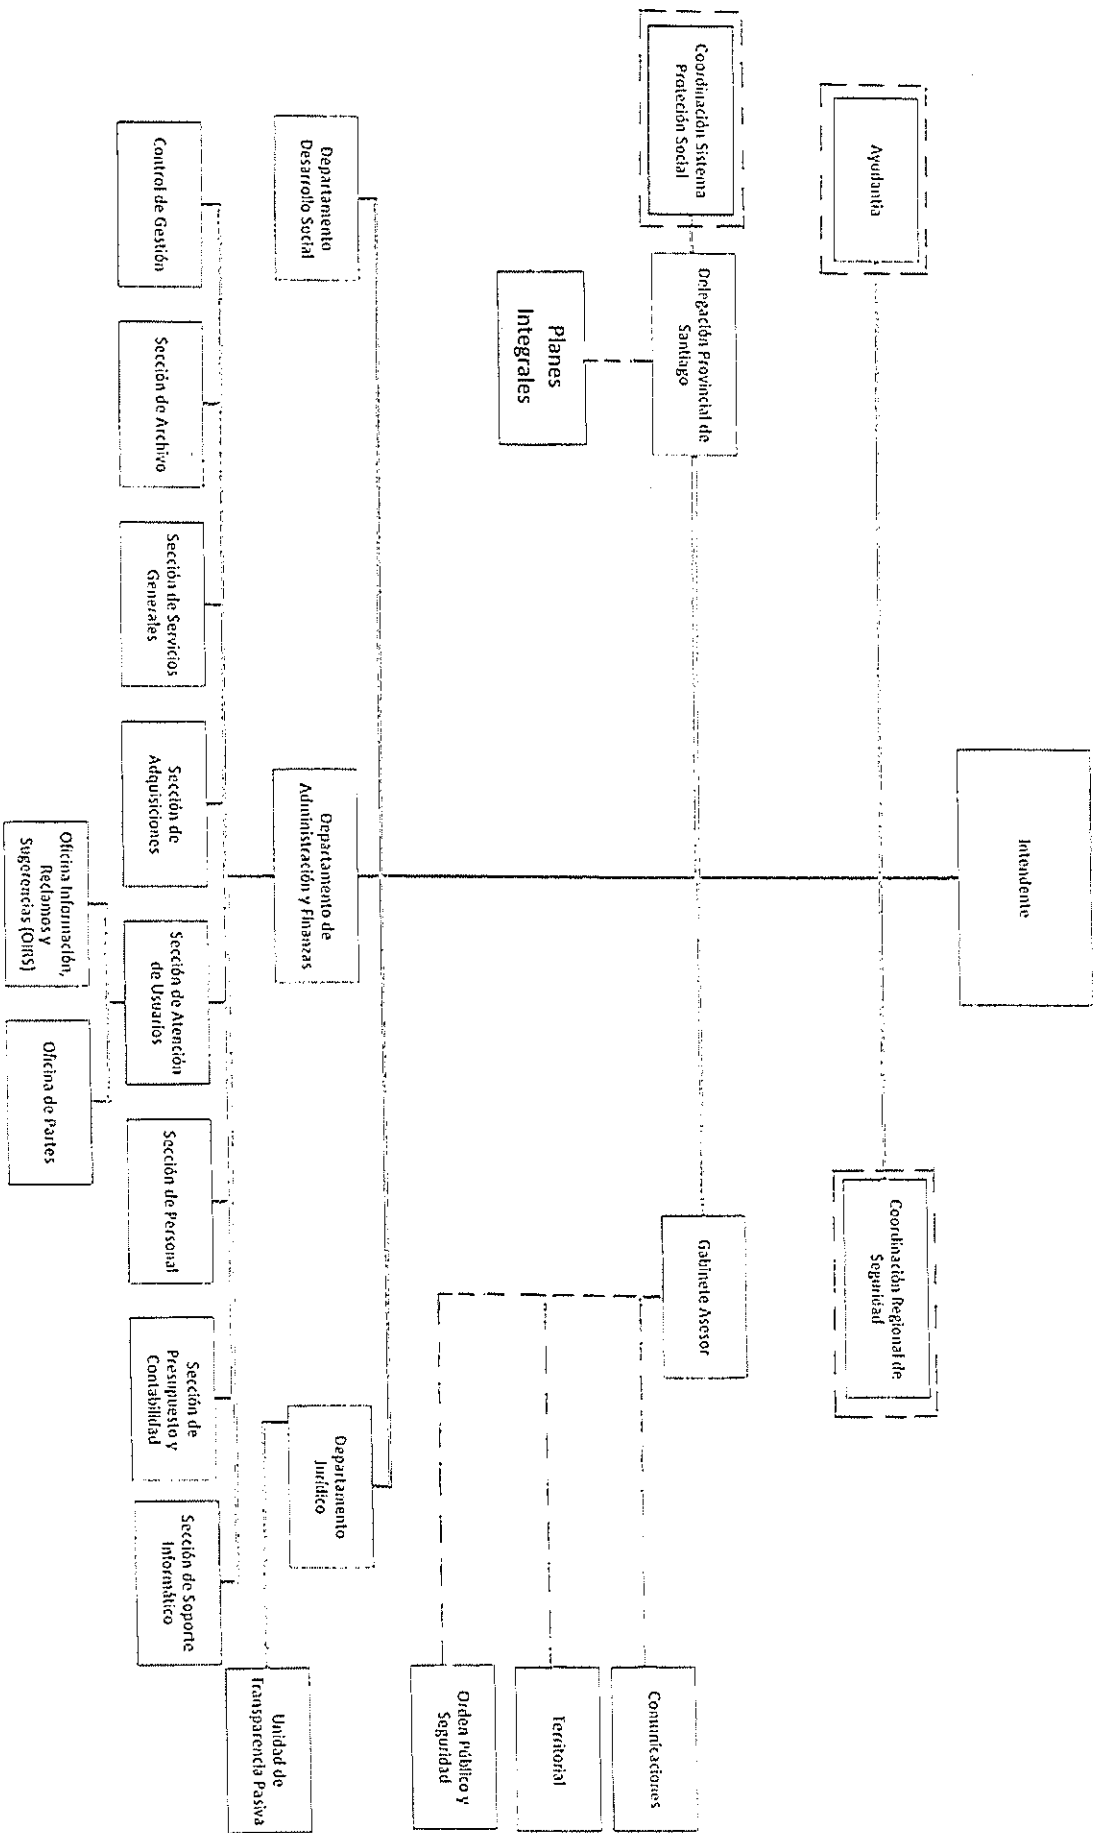 Intendente
Ayudantía
Coordinación Regional de
Seguridad
Coordinación Sistema
Proteción Social
Delegación Provincial de
Santiago
Gabinete Asesor
Planes
Integrales
Comunicaciones
Territorial
Orden Público y
Seguridad
Departamento
Desarrollo Social
Departamento de
Administración y Finanzas
Departamento
Jurídico
Unidad de
Transparencia Pasiva
Control de Gestión
Sección de Archivo
Sección de Servicios
Generales
Sección de
Adquisiciones
Sección de Atención
de Usuarios
Sección de Personal
Sección de
Presupuesto y
Contabilidad
Sección de Soporte
Informático
Oficina Información,
Reclamos y
Sugerencias (OIRS)
Oficina de Partes